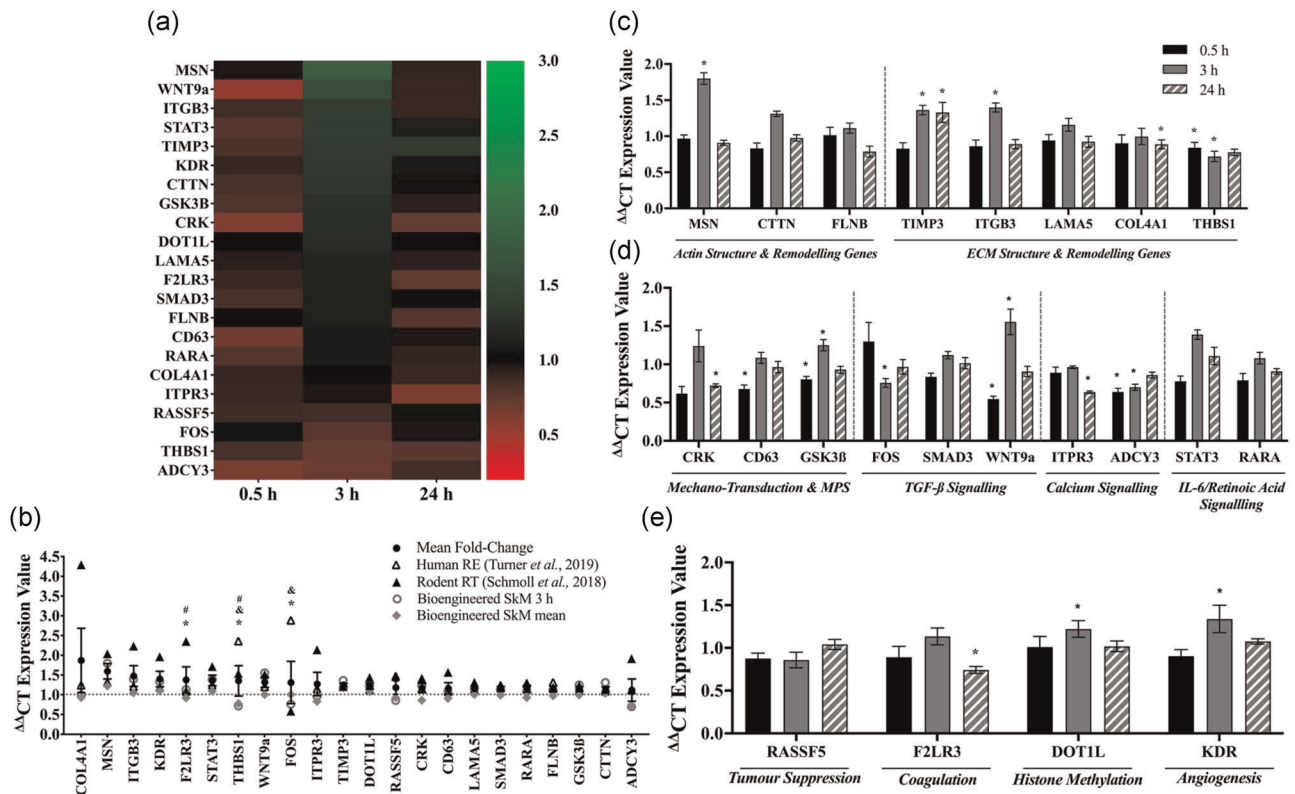 (a)
MSN
WNT9a
ITGB3
STAT3
TIMP3
KDR
CTTN
GSK3B
CRK
DOT1L
LAMA5
F2LR3
SMAD3
FLNB
CD63
RARA
COL4A1
ITPR3
RASSF5
FOS
THBS1
ADCY3
0.5 h 3 h 24 h
3.0
2.5
2.0
1.5
1.0
0.5
(b)
ΔΔCT Expression Value
4.5
4.0
3.5
3.0
2.5
2.0
1.5
1.0
0.5
0.0
Mean Fold-Change
Human RE (Turner et al., 2019)
Rodent RT (Schmoll et al., 2018)
Bioengineered SkM 3 h
Bioengineered SkM mean
# *
# & *
& *
COL4A1 MSN ITGB3 KDR F2LR3 STAT3 THBS1 WNT9a FOS ITPR3 TIMP3 DOT1L RASSF5 CRK CD63 LAMA5 SMAD3 RARA FLNB GSK3ß CTTN ADCY3
(c)
ΔΔCT Expression Value
2.0
1.5
1.0
0.5
0.0
0.5 h
3 h
24 h
* * * * * * *
MSN CTTN FLNB TIMP3 ITGB3 LAMA5 COL4A1 THBS1
Actin Structure & Remodelling Genes ECM Structure & Remodelling Genes
(d)
ΔΔCT Expression Value
2.0
1.5
1.0
0.5
0.0
* * * * * * * * * *
CRK CD63 GSK3ß FOS SMAD3 WNT9a ITPR3 ADCY3 STAT3 RARA
Mechano-Transduction & MPS TGF-β Signalling Calcium Signalling IL-6/Retinoic Acid
Signallling
(e)
ΔΔCT Expression Value
2.0
1.5
1.0
0.5
0.0
* * *
RASSF5 F2LR3 DOT1L KDR
Tumour Suppression Coagulation Histone Methylation Angiogenesis